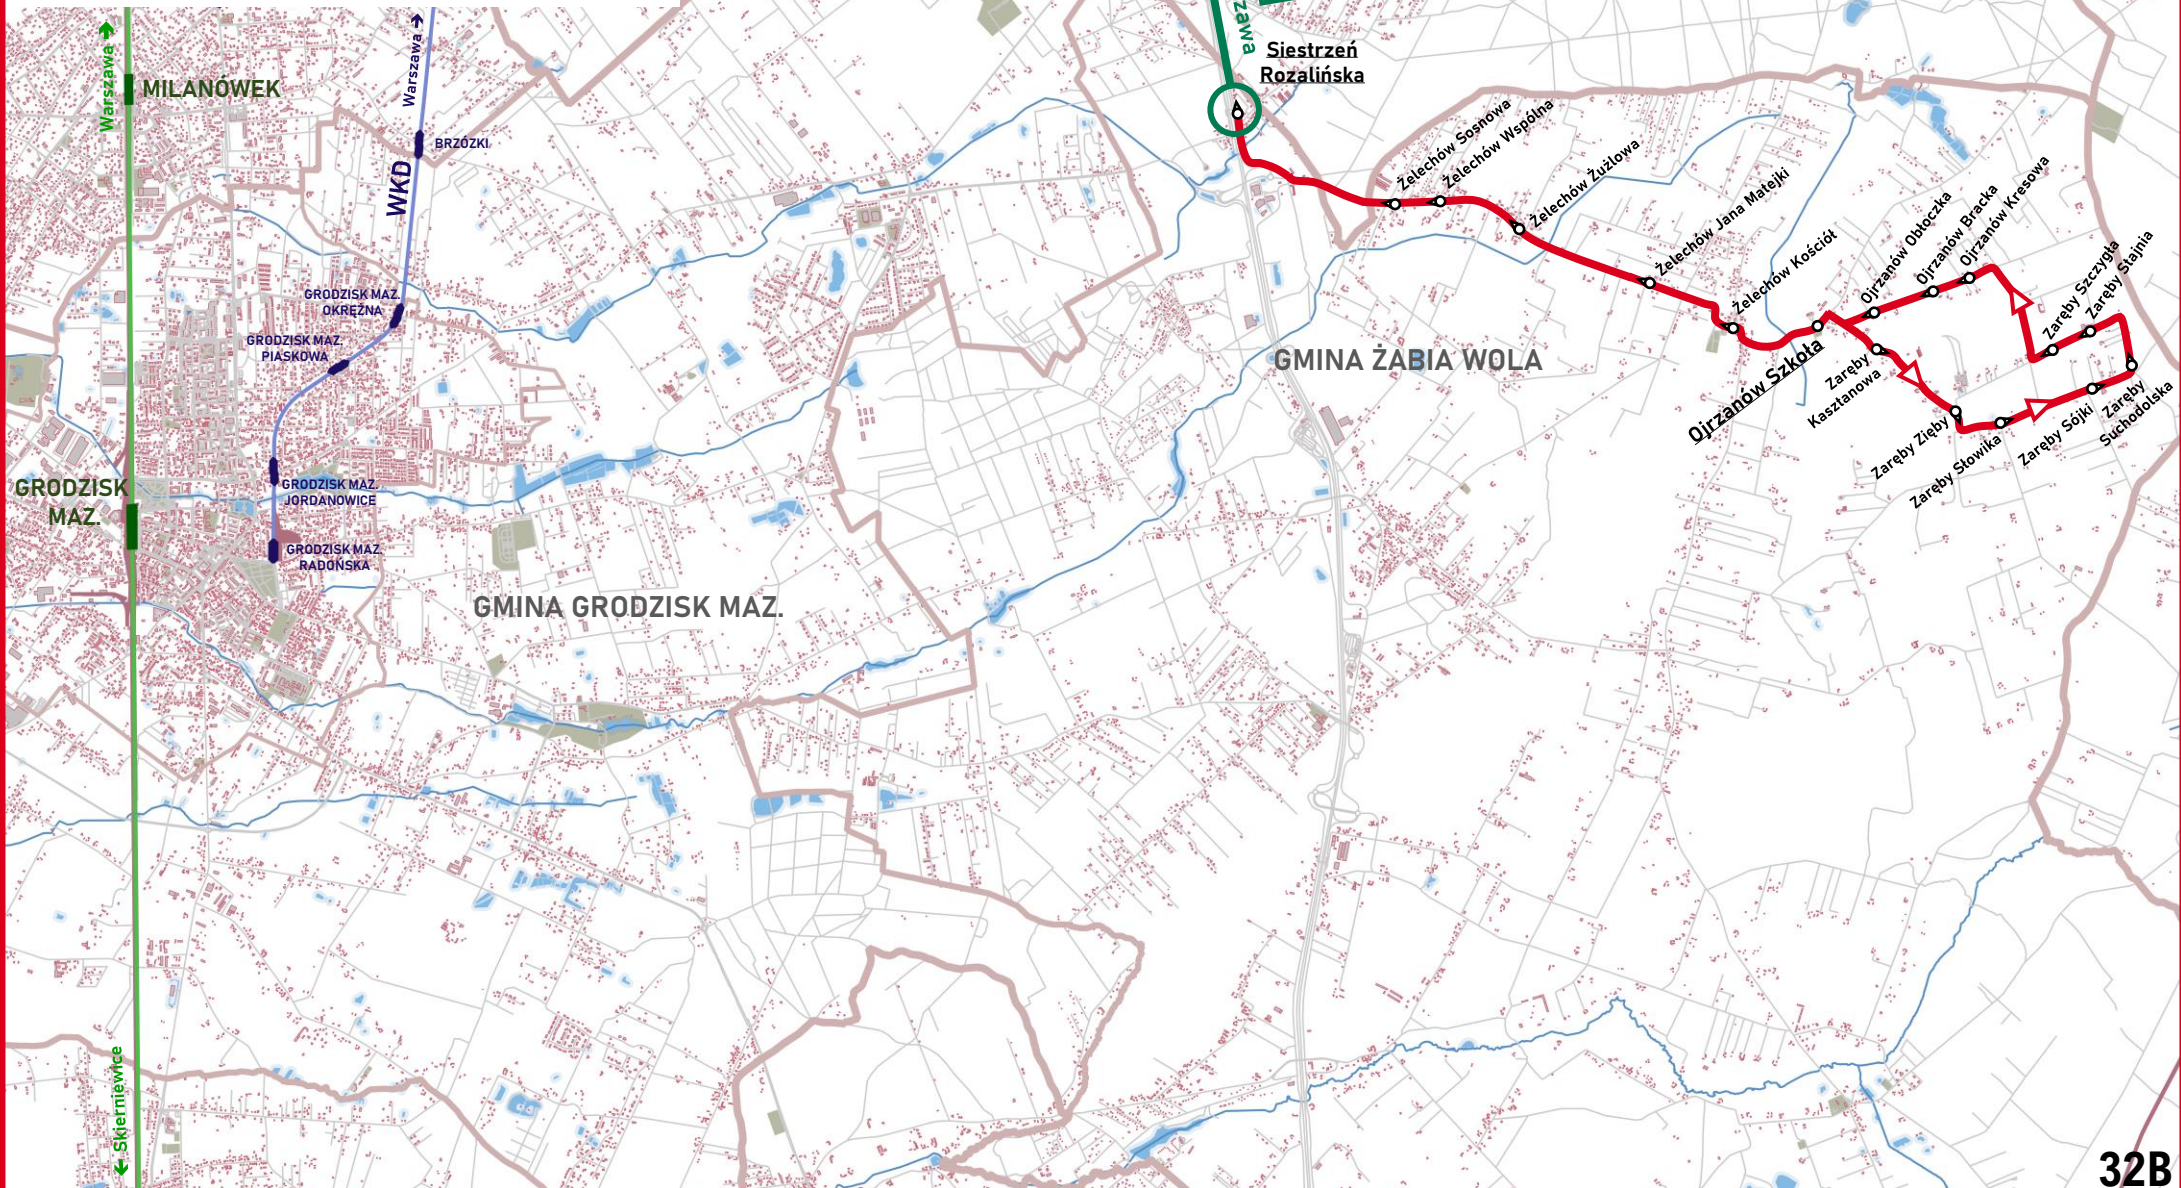 Warszawa →
MILANÓWEK
Warszawa →
WKD
BRZÓZKI
GRODZISK MAZ.
OKRĘŻNA
GRODZISK MAZ.
PIASKOWA
GRODZISK
MAZ.
GRODZISK MAZ.
JORDANOWICE
GRODZISK MAZ.
RADOŃSKA
GMINA GRODZISK MAZ.
← Skierniewice
zawa
Siestrzeń
Rozalińska
Żelechów Sosnowa
Żelechów Wspólna
Żelechów Żużlowa
Żelechów Jana Matejki
Żelechów Kościół
Ojrzanów Szkoła
Ojrzanów Obłoczka
Ojrzanów Bracka
Ojrzanów Kresowa
Zaręby Szczygła
Zaręby Stajnia
Zaręby
Kasztanowa
Zaręby Zięby
Zaręby Słowika
Zaręby Sójki
Zaręby
Suchodolska
GMINA ŻABIA WOLA
32B